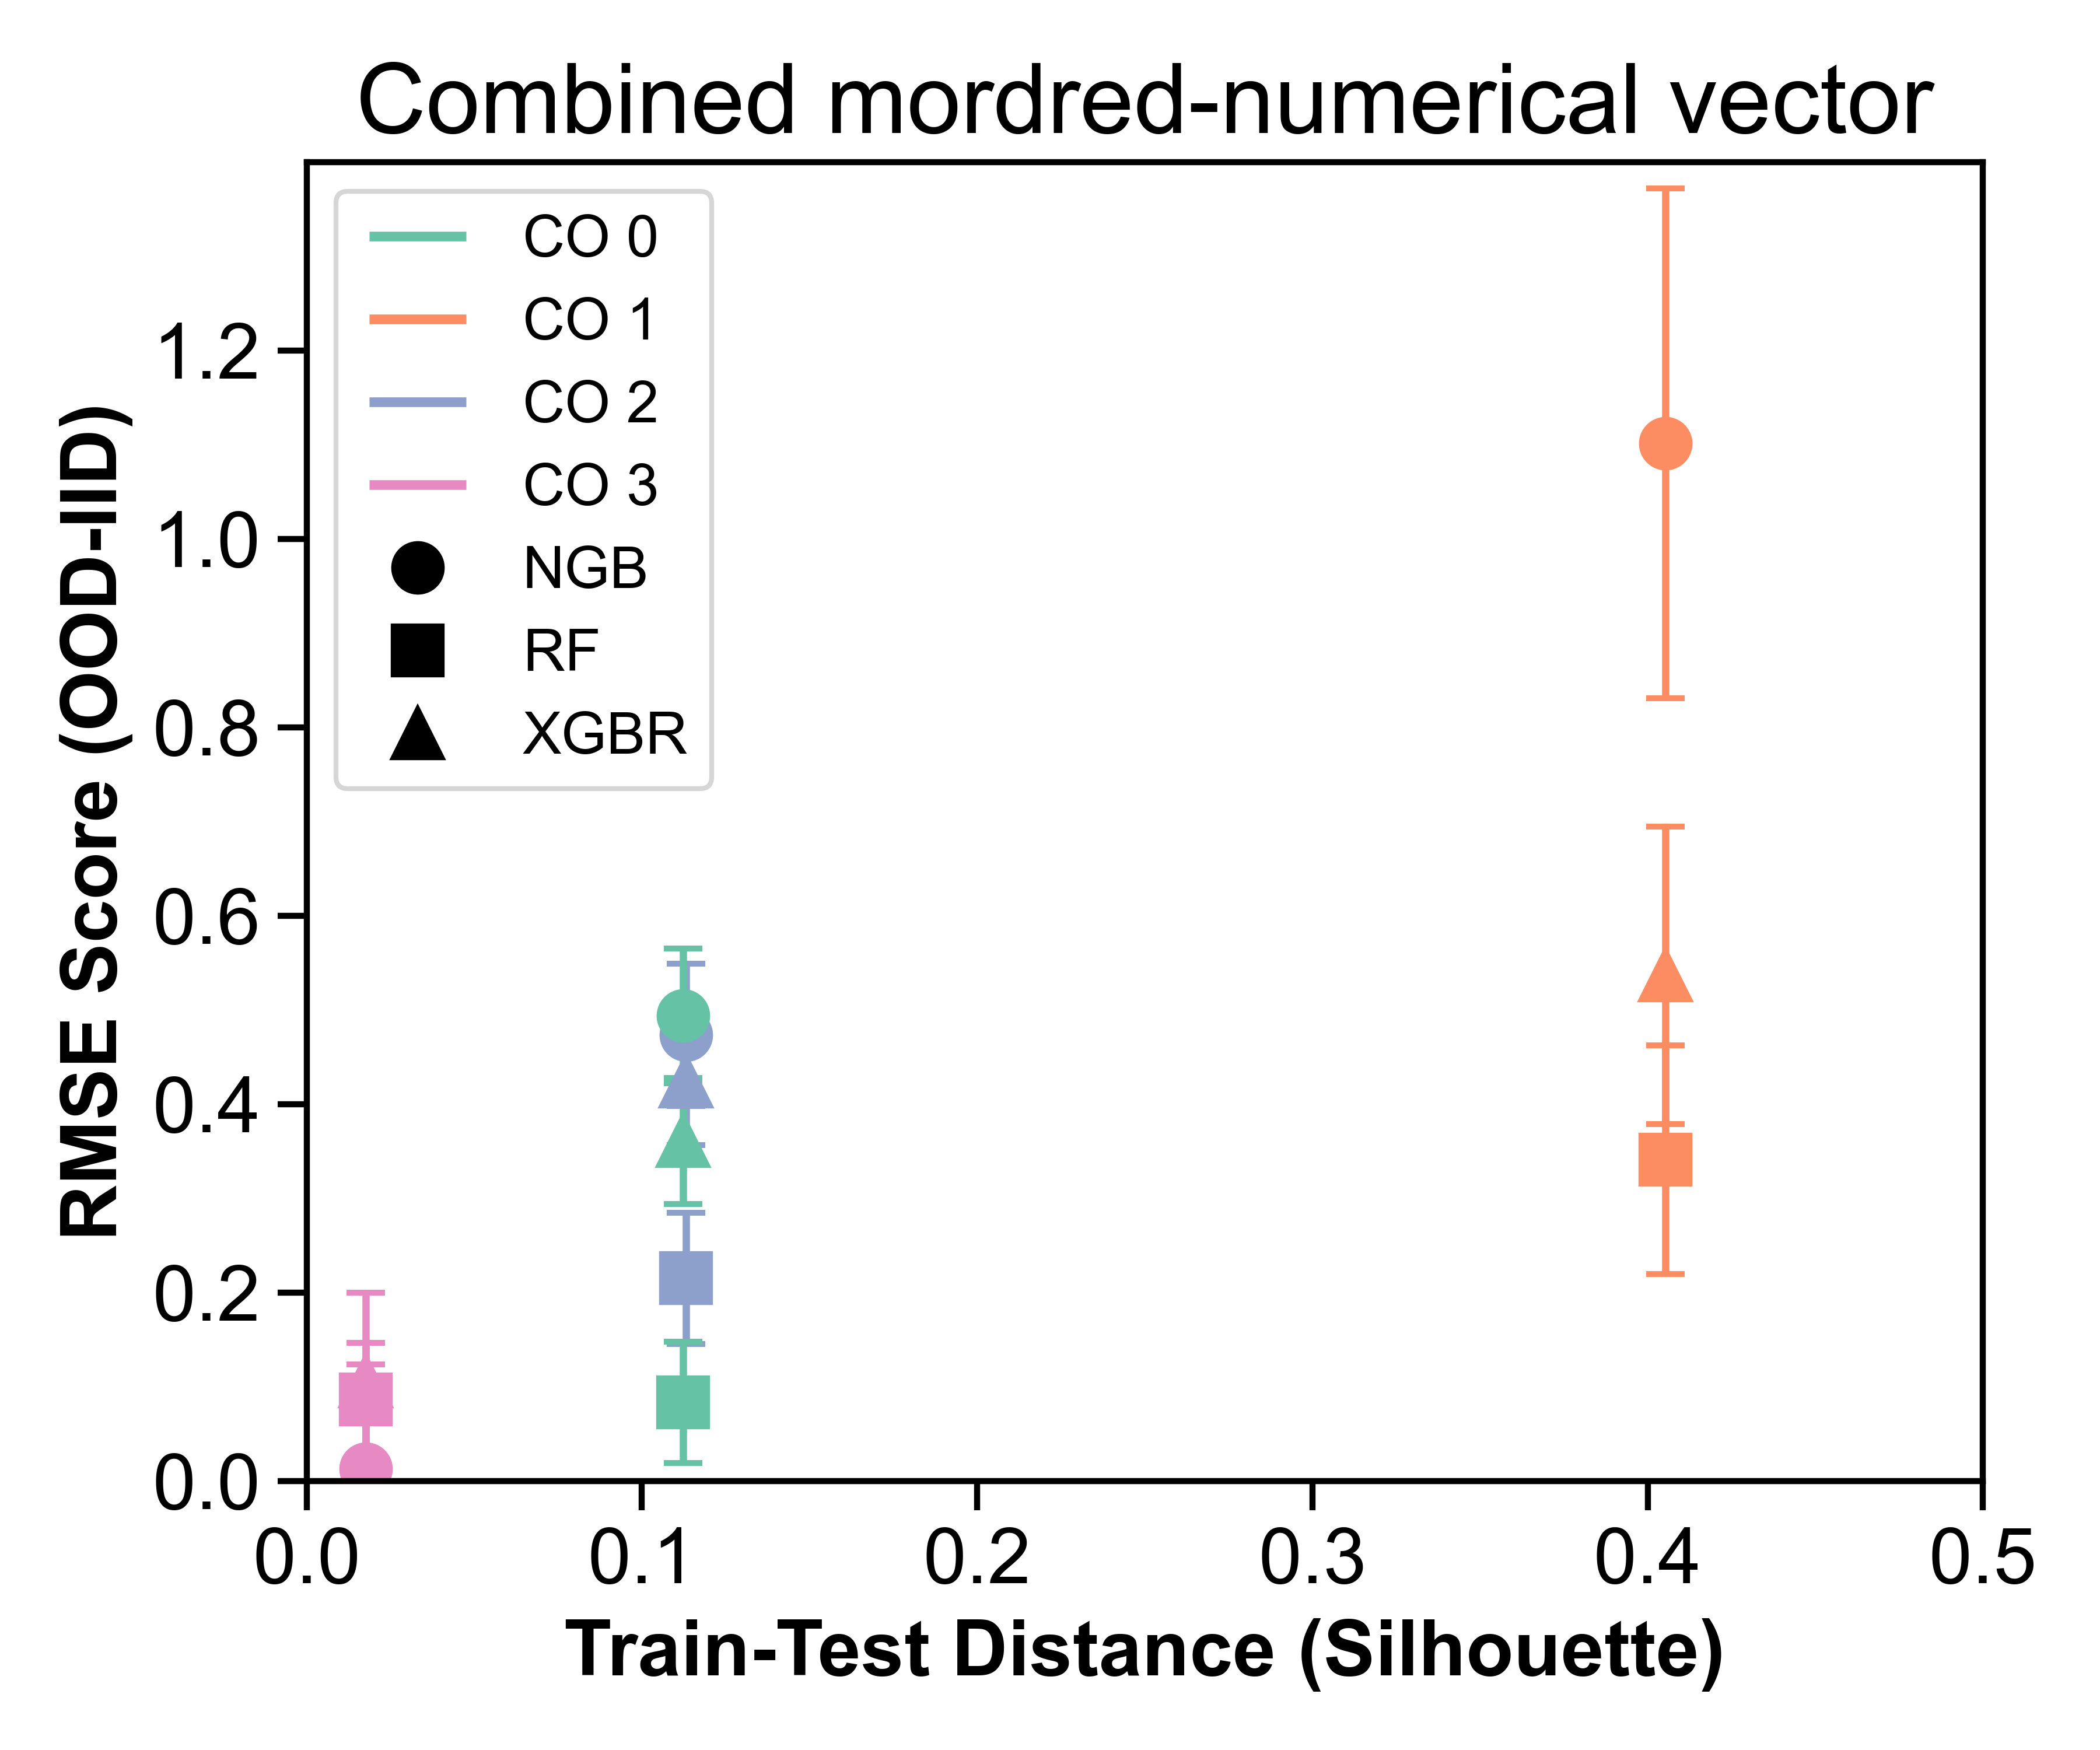 Combined mordred-numerical vector
CO 0
CO 1
CO 2
CO 3
NGB
RF
XGBR
RMSE Score (OOD-IID)
1.2
1.0
0.8
0.6
0.4
0.2
0.0
0.0 0.1 0.2 0.3 0.4 0.5
Train-Test Distance (Silhouette)